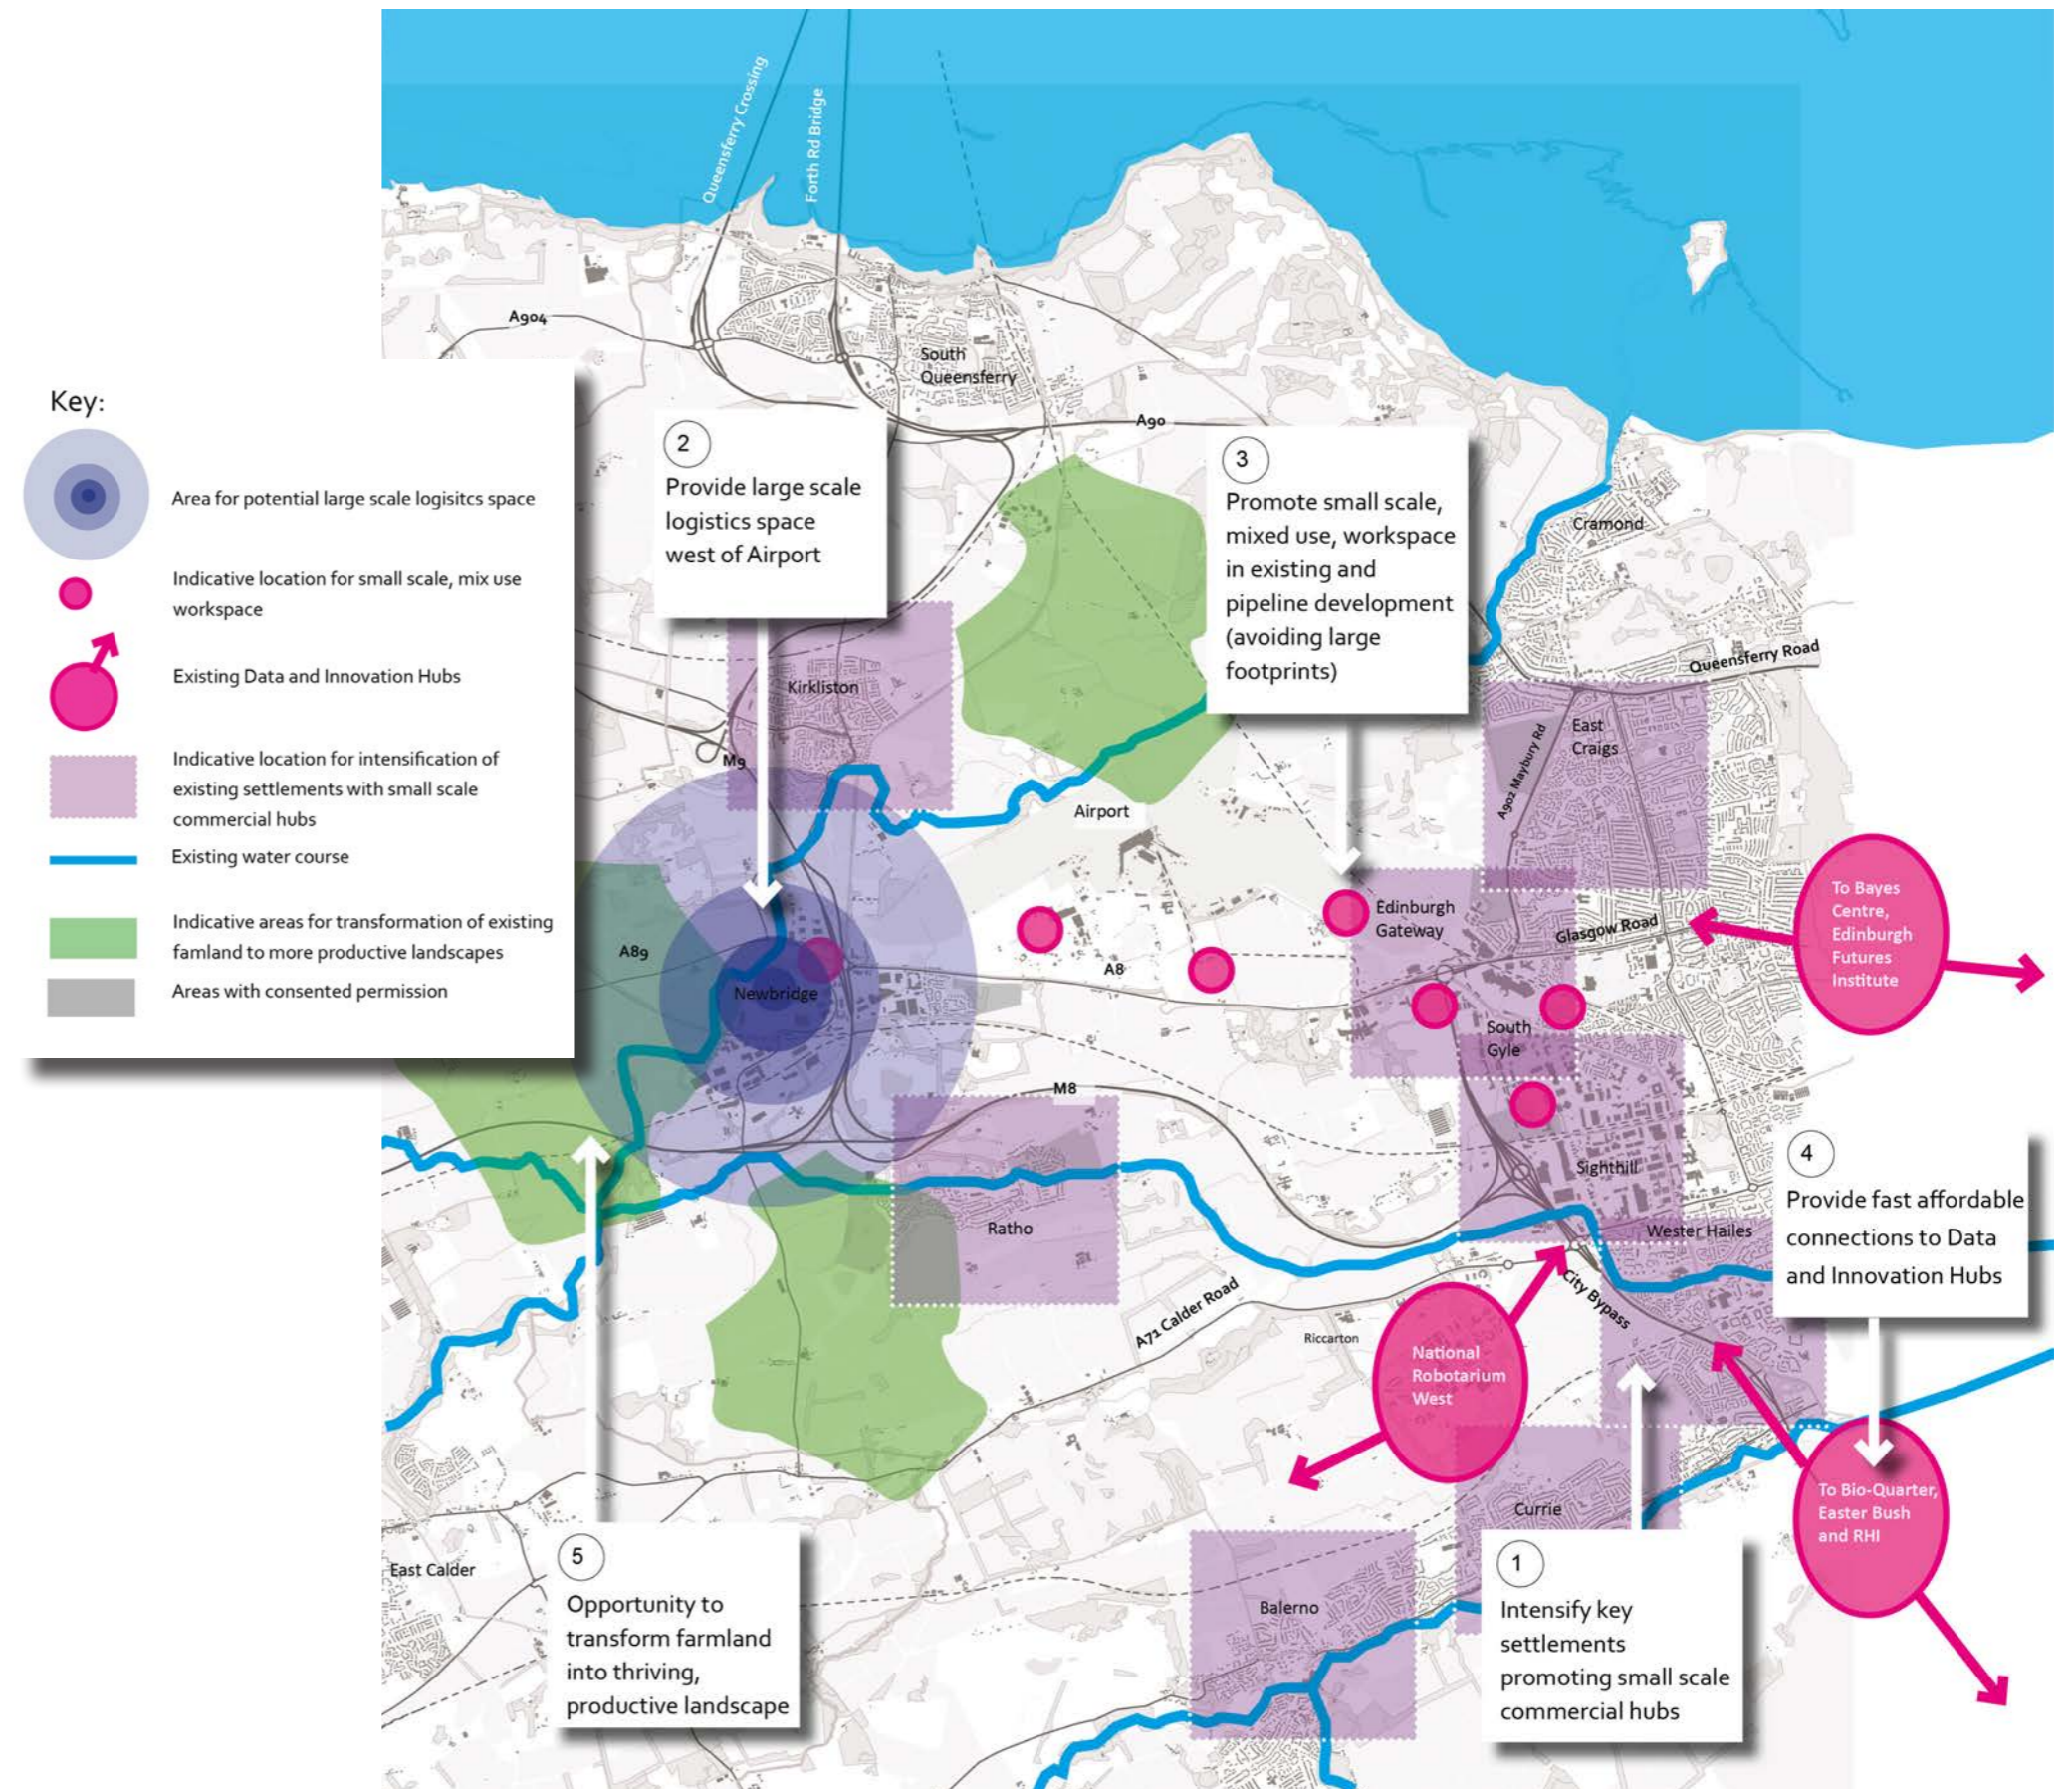 Queensferry Crossing
Forth Rd Bridge
A904
South
Queensferry
A90
Key:
Area for potential large scale logisitcs space
Indicative location for small scale, mix use
workspace
Existing Data and Innovation Hubs
Indicative location for intensification of
existing settlements with small scale
commercial hubs
Existing water course
Indicative areas for transformation of existing
famland to more productive landscapes
Areas with consented permission
2
Provide large scale
logistics space
west of Airport
3
Promote small scale,
mixed use, workspace
in existing and
pipeline development
(avoiding large
footprints)
Cramond
Queensferry Road
Kirkliston
M9
East
Craigs
A902 Maybury Rd
Airport
Edinburgh
Gateway
Glasgow Road
To Bayes
Centre,
Edinburgh
Futures
Institute
A89
A8
Newbridge
South
Gyle
M8
Sighthill
4
Provide fast affordable
connections to Data
and Innovation Hubs
Ratho
Wester Hailes
City Bypass
A71 Calder Road
Riccarton
National
Robotarium
West
To Bio-Quarter,
Easter Bush
and RHI
Currie
1
Intensify key
settlements
promoting small scale
commercial hubs
East Calder
5
Opportunity to
transform farmland
into thriving,
productive landscape
Balerno